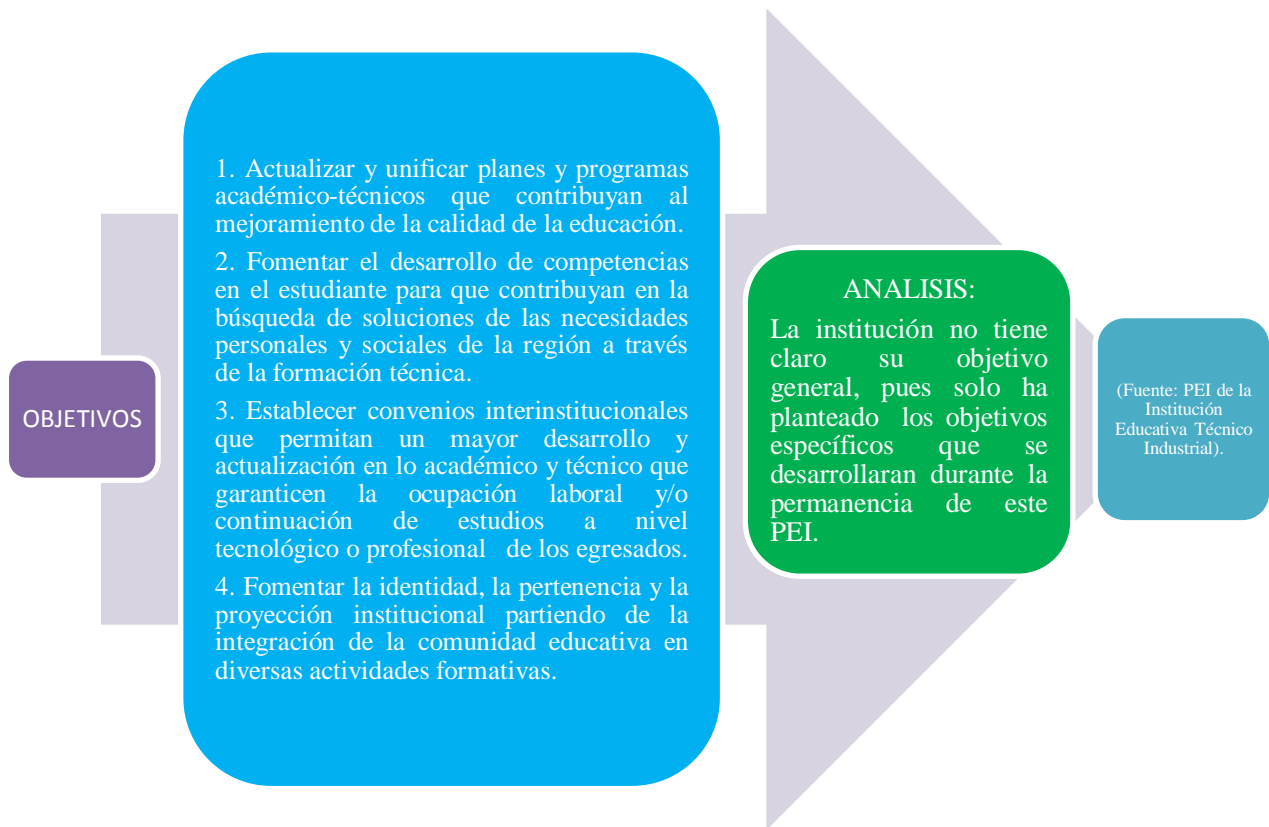 OBJETIVOS
1. Actualizar y unificar planes y programas
académico-técnicos que contribuyan al
mejoramiento de la calidad de la educación.
2. Fomentar el desarrollo de competencias
en el estudiante para que contribuyan en la
búsqueda de soluciones de las necesidades
personales y sociales de la región a través
de la formación técnica.
3. Establecer convenios interinstitucionales
que permitan un mayor desarrollo y
actualización en lo académico y técnico que
garanticen la ocupación laboral y/o
continuación de estudios a nivel
tecnológico o profesional de los egresados.
4. Fomentar la identidad, la pertenencia y la
proyección institucional partiendo de la
integración de la comunidad educativa en
diversas actividades formativas.
ANALISIS:
La institución no tiene
claro su objetivo
general, pues solo ha
planteado los objetivos
específicos que se
desarrollaran durante la
permanencia de este
PEI.
(Fuente: PEI de la
Institución
Educativa Técnico
Industrial).